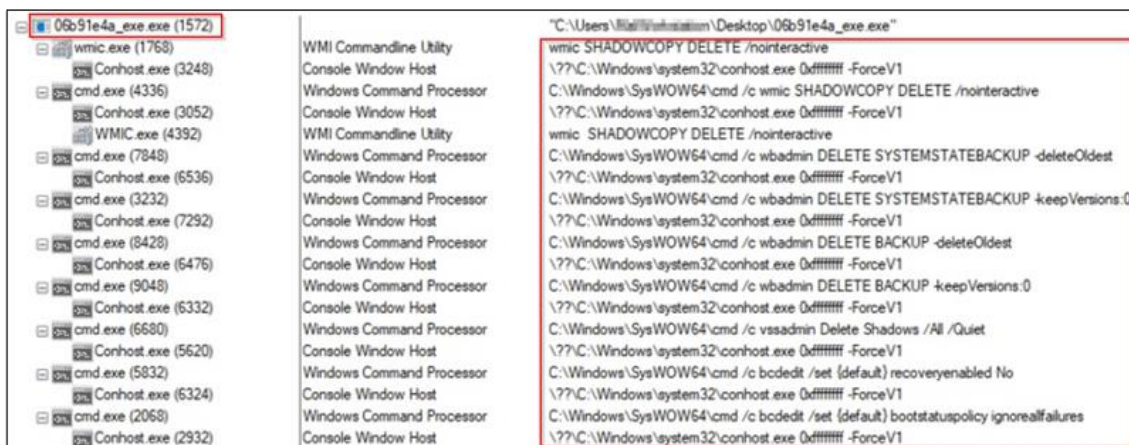 06b91e4a_exe.exe (1572) "C:\Users\ \Desktop\06b91e4a_exe.exe"
wmic.exe (1768) WMI Commandline Utility wmic SHADOWCOPY DELETE /nointeractive
Conhost.exe (3248) Console Window Host \??\C:\Windows\system32\conhost.exe 0xffffffff -ForceV1
cmd.exe (4336) Windows Command Processor C:\Windows\SysWOW64\cmd /c wmic SHADOWCOPY DELETE /nointeractive
Conhost.exe (3052) Console Window Host \??\C:\Windows\system32\conhost.exe 0xffffffff -ForceV1
WMIC.exe (4392) WMI Commandline Utility wmic SHADOWCOPY DELETE /nointeractive
cmd.exe (7848) Windows Command Processor C:\Windows\SysWOW64\cmd /c wbadmin DELETE SYSTEMSTATEBACKUP -deleteOldest
Conhost.exe (6536) Console Window Host \??\C:\Windows\system32\conhost.exe 0xffffffff -ForceV1
cmd.exe (3232) Windows Command Processor C:\Windows\SysWOW64\cmd /c wbadmin DELETE SYSTEMSTATEBACKUP -keepVersions:0
Conhost.exe (7292) Console Window Host \??\C:\Windows\system32\conhost.exe 0xffffffff -ForceV1
cmd.exe (8428) Windows Command Processor C:\Windows\SysWOW64\cmd /c wbadmin DELETE BACKUP -deleteOldest
Conhost.exe (6476) Console Window Host \??\C:\Windows\system32\conhost.exe 0xffffffff -ForceV1
cmd.exe (9048) Windows Command Processor C:\Windows\SysWOW64\cmd /c wbadmin DELETE BACKUP -keepVersions:0
Conhost.exe (6332) Console Window Host \??\C:\Windows\system32\conhost.exe 0xffffffff -ForceV1
cmd.exe (6680) Windows Command Processor C:\Windows\SysWOW64\cmd /c vssadmin Delete Shadows /All /Quiet
Conhost.exe (5620) Console Window Host \??\C:\Windows\system32\conhost.exe 0xffffffff -ForceV1
cmd.exe (5832) Windows Command Processor C:\Windows\SysWOW64\cmd /c bcdedit /set {default} recoveryenabled No
Conhost.exe (6324) Console Window Host \??\C:\Windows\system32\conhost.exe 0xffffffff -ForceV1
cmd.exe (2068) Windows Command Processor C:\Windows\SysWOW64\cmd /c bcdedit /set {default} bootstatuspolicy ignoreallfailures
Conhost.exe (2932) Console Window Host \??\C:\Windows\system32\conhost.exe 0xffffffff -ForceV1